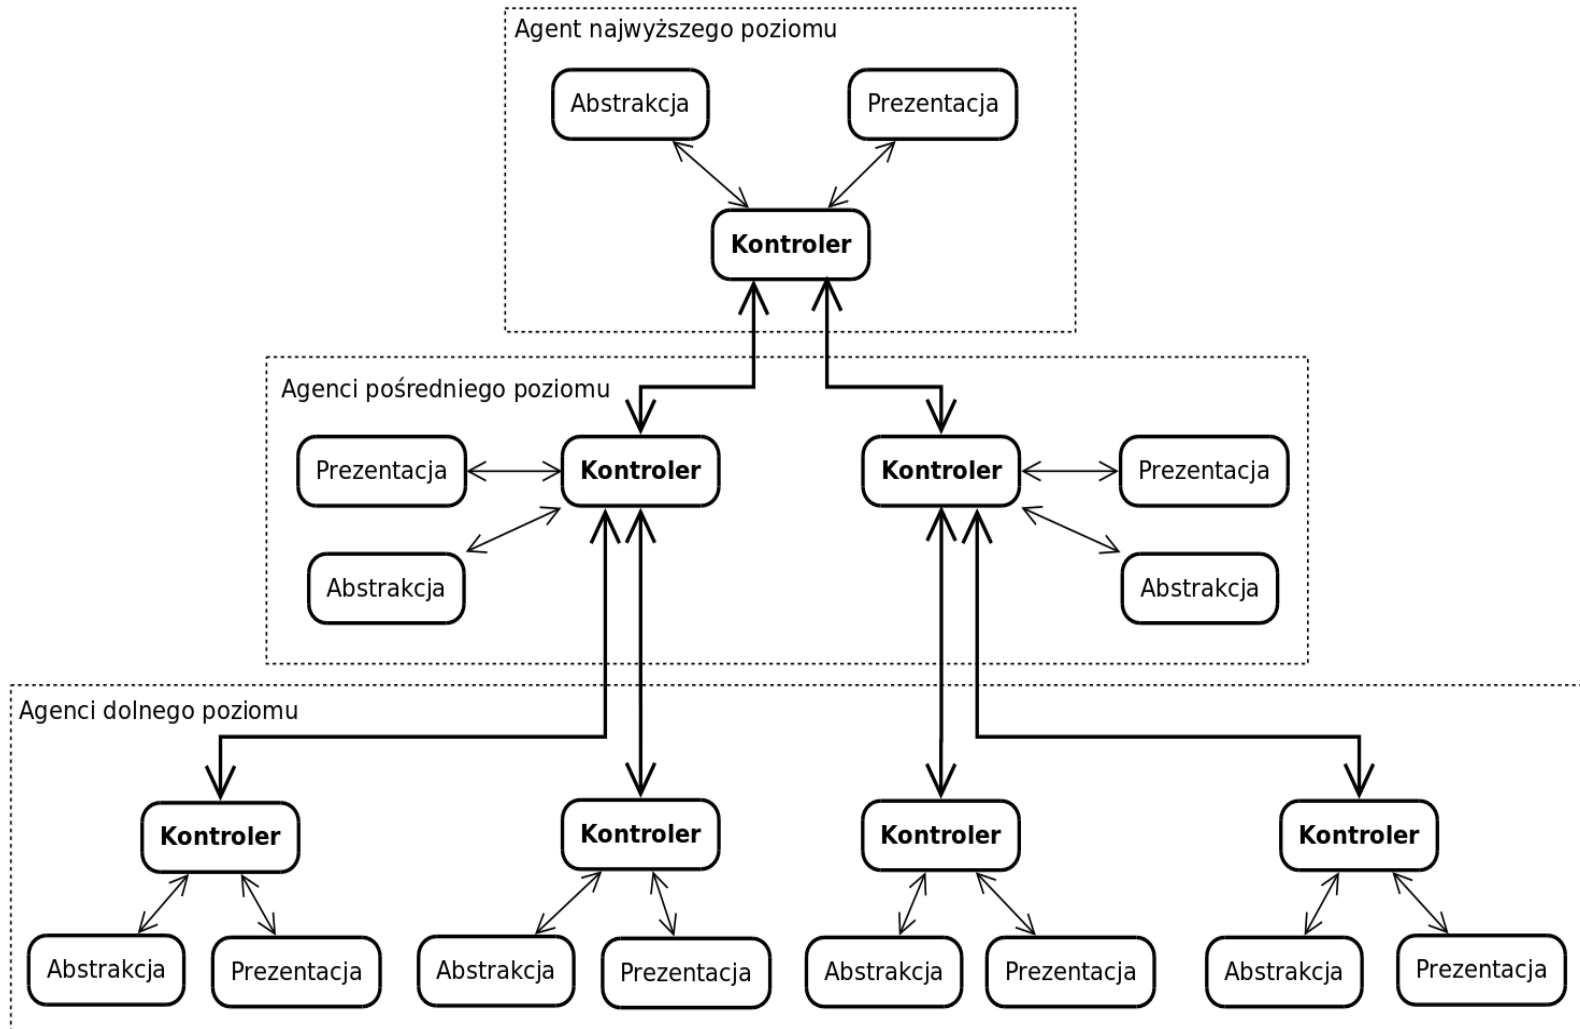 Agent najwyższego poziomu
Abstrakcja
Prezentacja
Kontroler
Agenci pośredniego poziomu
Prezentacja
Kontroler
Kontroler
Prezentacja
Abstrakcja
Abstrakcja
Agenci dolnego poziomu
Kontroler
Kontroler
Kontroler
Kontroler
Abstrakcja
Prezentacja
Abstrakcja
Prezentacja
Abstrakcja
Prezentacja
Abstrakcja
Prezentacja